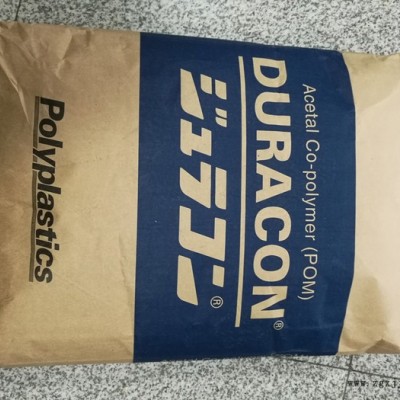 Acetal Co-polymer (POM)
DURACON®
ジュラコン®
Polyplastics